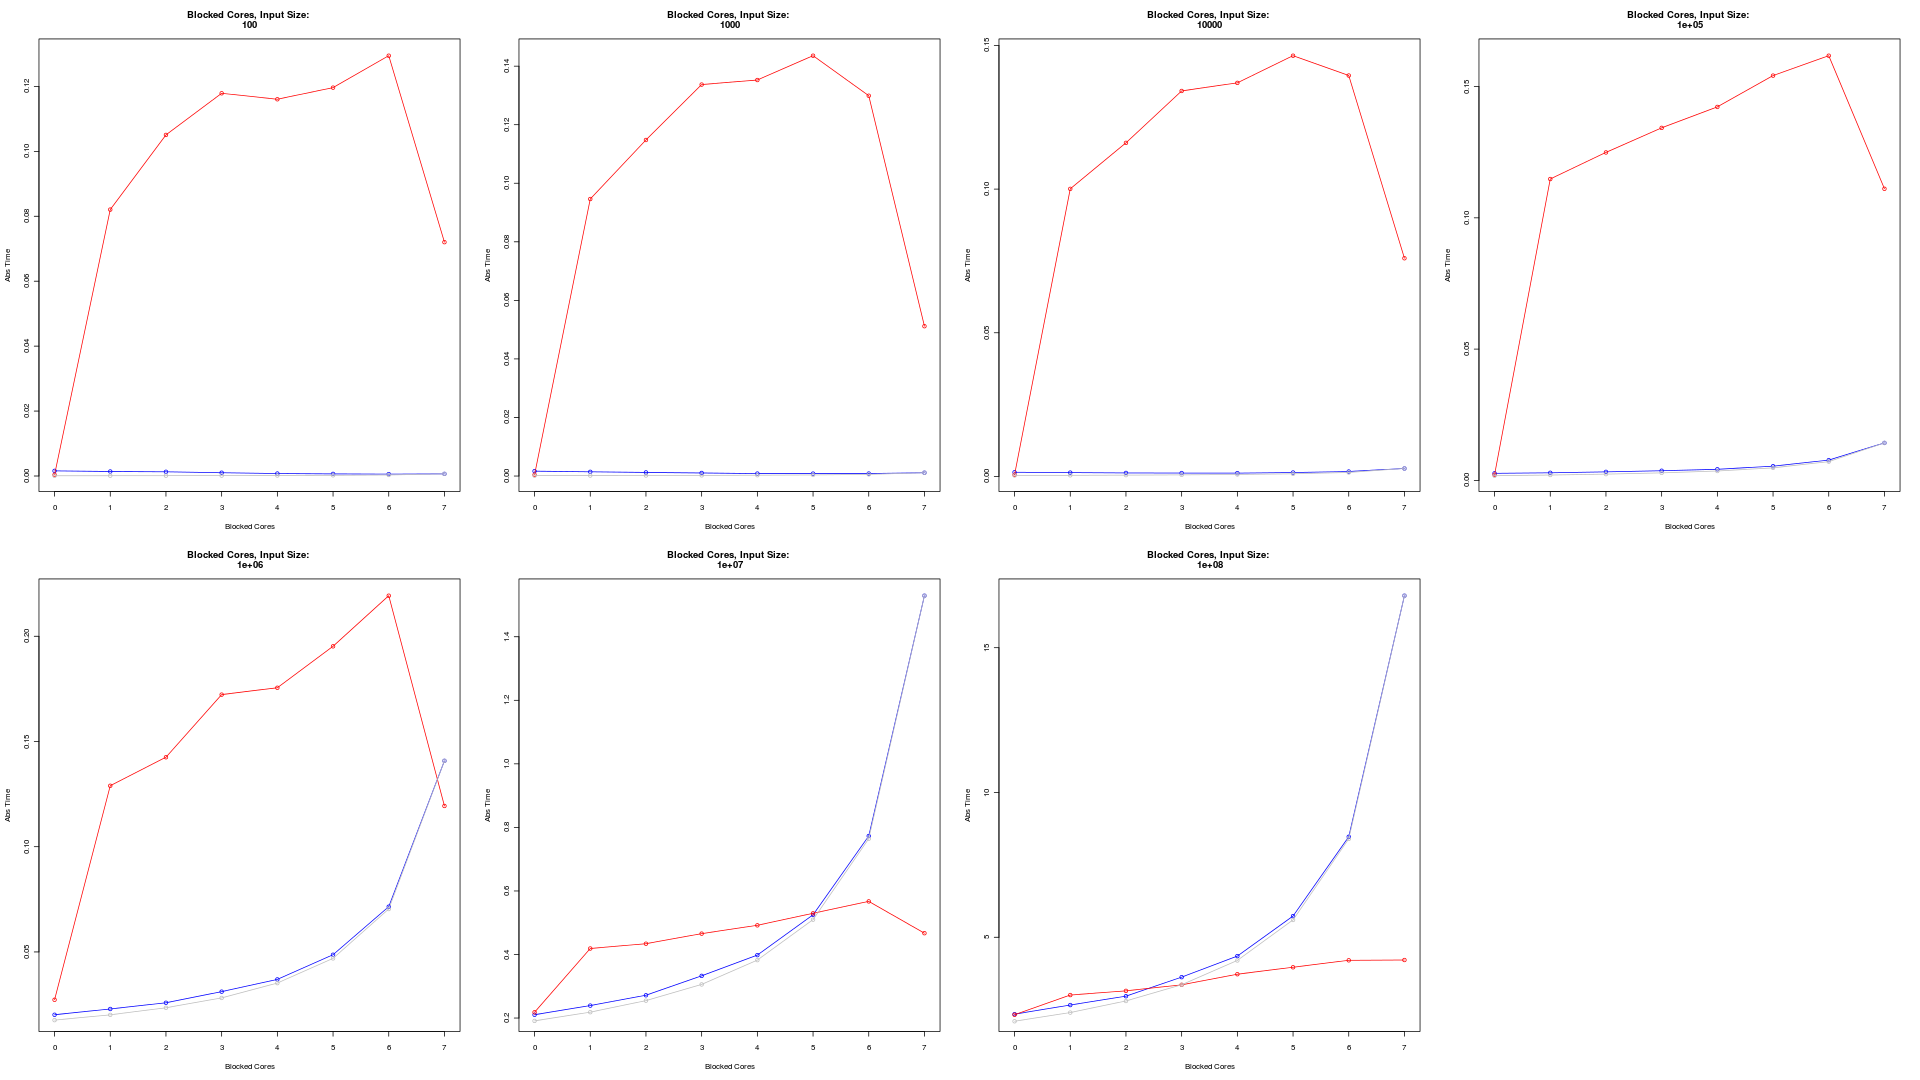 Blocked Cores, Input Size:
100
Abs Time
0.00 0.02 0.04 0.06 0.08 0.10 0.12
0 1 2 3 4 5 6 7
Blocked Cores
Blocked Cores, Input Size:
1000
Abs Time
0.00 0.02 0.04 0.06 0.08 0.10 0.12 0.14
0 1 2 3 4 5 6 7
Blocked Cores
Blocked Cores, Input Size:
10000
Abs Time
0.00 0.05 0.10 0.15
0 1 2 3 4 5 6 7
Blocked Cores
Blocked Cores, Input Size:
1e+05
Abs Time
0.00 0.05 0.10 0.15
0 1 2 3 4 5 6 7
Blocked Cores
Blocked Cores, Input Size:
1e+06
Abs Time
0.05 0.10 0.15 0.20
0 1 2 3 4 5 6 7
Blocked Cores
Blocked Cores, Input Size:
1e+07
Abs Time
0.2 0.4 0.6 0.8 1.0 1.2 1.4
0 1 2 3 4 5 6 7
Blocked Cores
Blocked Cores, Input Size:
1e+08
Abs Time
5 10 15
0 1 2 3 4 5 6 7
Blocked Cores